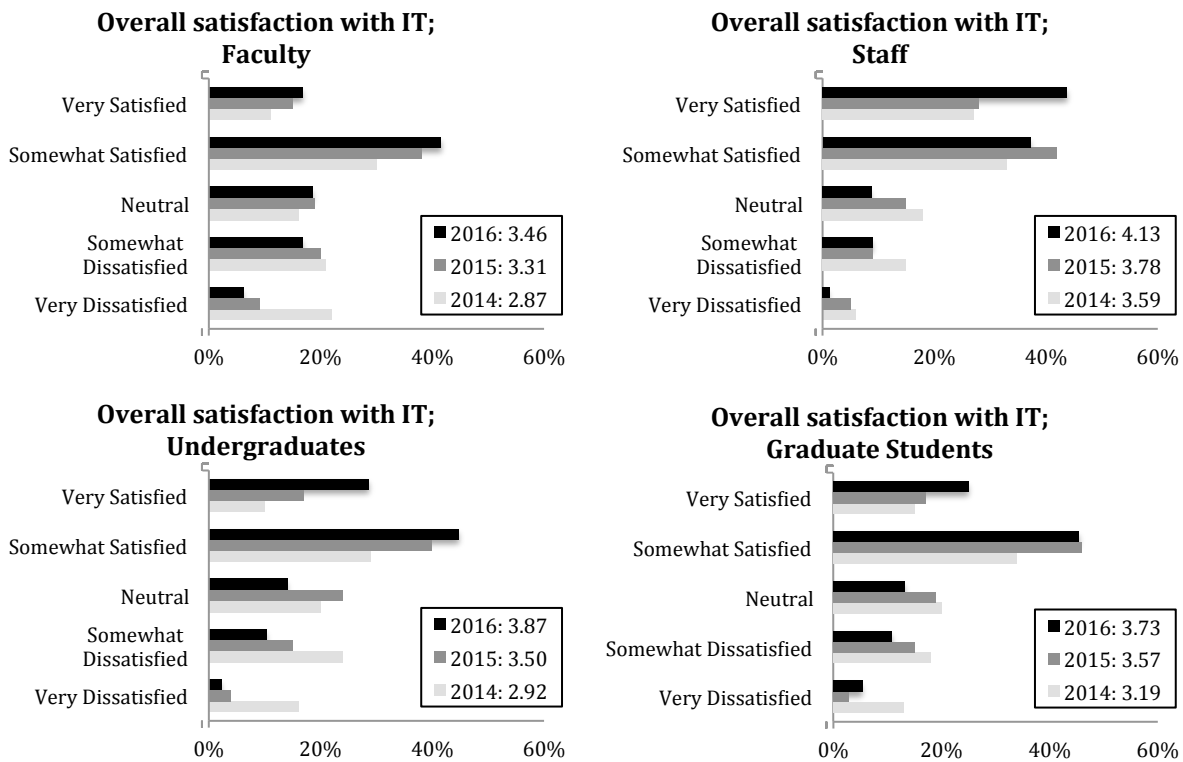 Overall satisfaction with IT;
Faculty
Very Satisfied
Somewhat Satisfied
Neutral
Somewhat
Dissatisfied
Very Dissatisfied
2016: 3.46
2015: 3.31
2014: 2.87
0% 20% 40% 60%
Overall satisfaction with IT;
Staff
Very Satisfied
Somewhat Satisfied
Neutral
Somewhat
Dissatisfied
Very Dissatisfied
2016: 4.13
2015: 3.78
2014: 3.59
0% 20% 40% 60%
Overall satisfaction with IT;
Undergraduates
Very Satisfied
Somewhat Satisfied
Neutral
Somewhat
Dissatisfied
Very Dissatisfied
2016: 3.87
2015: 3.50
2014: 2.92
0% 20% 40% 60%
Overall satisfaction with IT;
Graduate Students
Very Satisfied
Somewhat Satisfied
Neutral
Somewhat Dissatisfied
Very Dissatisfied
2016: 3.73
2015: 3.57
2014: 3.19
0% 20% 40% 60%